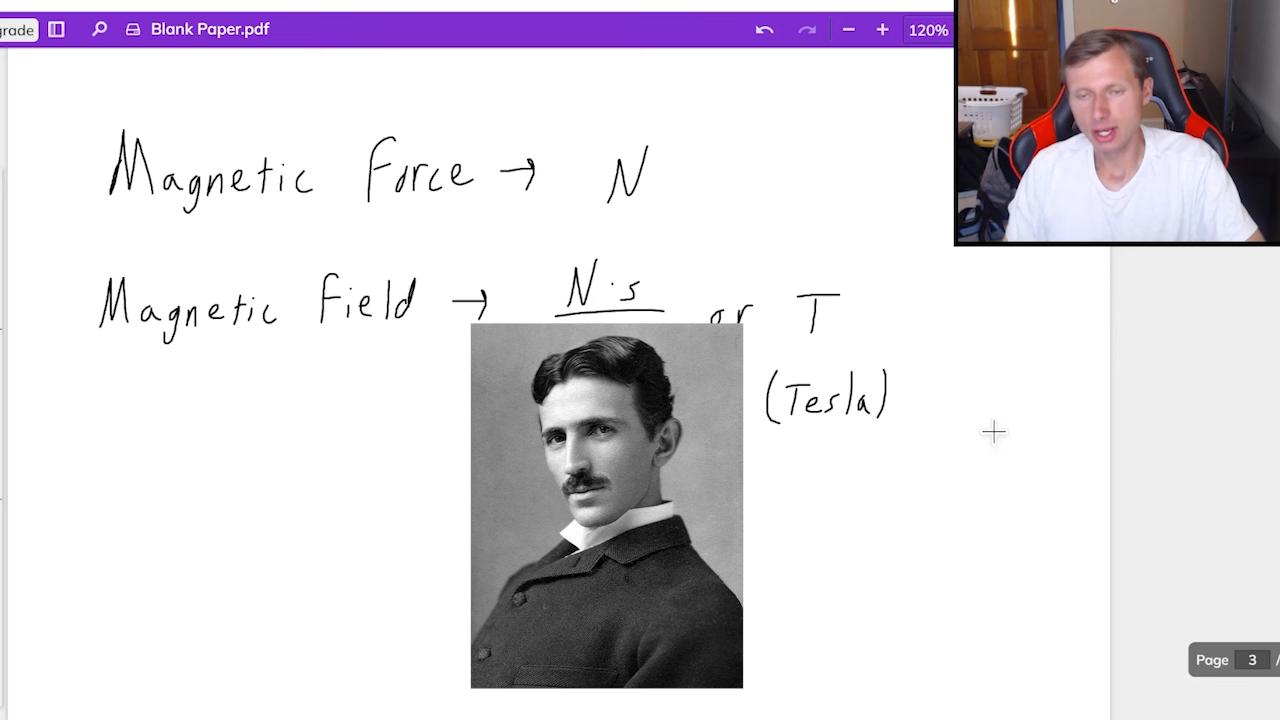 grade
Blank Paper.pdf
120%
Magnetic Force → N
Magnetic Field → N·s or T
(Tesla)
Page 3 /